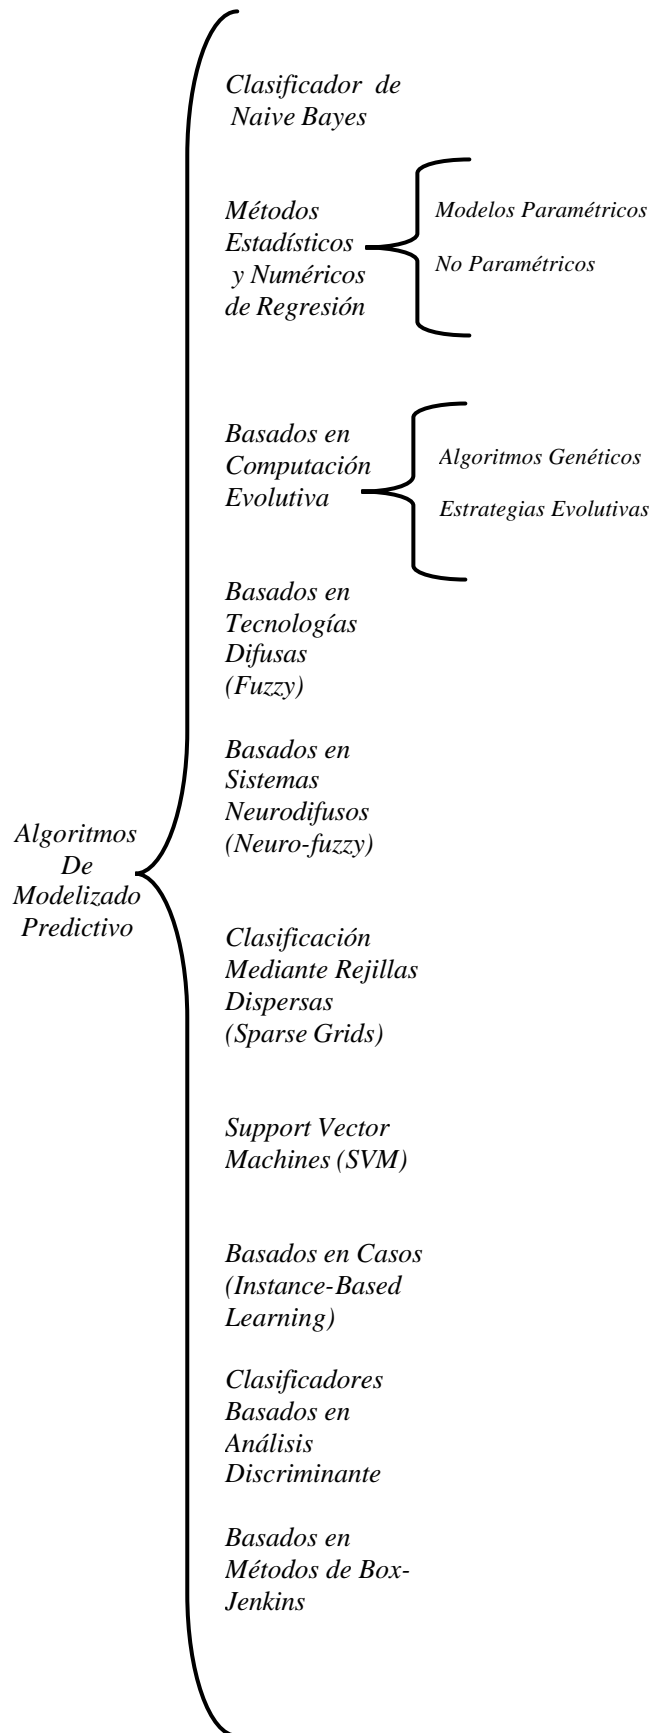 Clasificador de
Naive Bayes
Métodos
Estadísticos
y Numéricos
de Regresión
Modelos Paramétricos
No Paramétricos
Basados en
Computación
Evolutiva
Algoritmos Genéticos
Estrategias Evolutivas
Basados en
Tecnologías
Difusas
(Fuzzy)
Basados en
Sistemas
Neurodifusos
(Neuro-fuzzy)
Algoritmos
De
Modelizado
Predictivo
Clasificación
Mediante Rejillas
Dispersas
(Sparse Grids)
Support Vector
Machines (SVM)
Basados en Casos
(Instance-Based
Learning)
Clasificadores
Basados en
Análisis
Discriminante
Basados en
Métodos de Box-
Jenkins